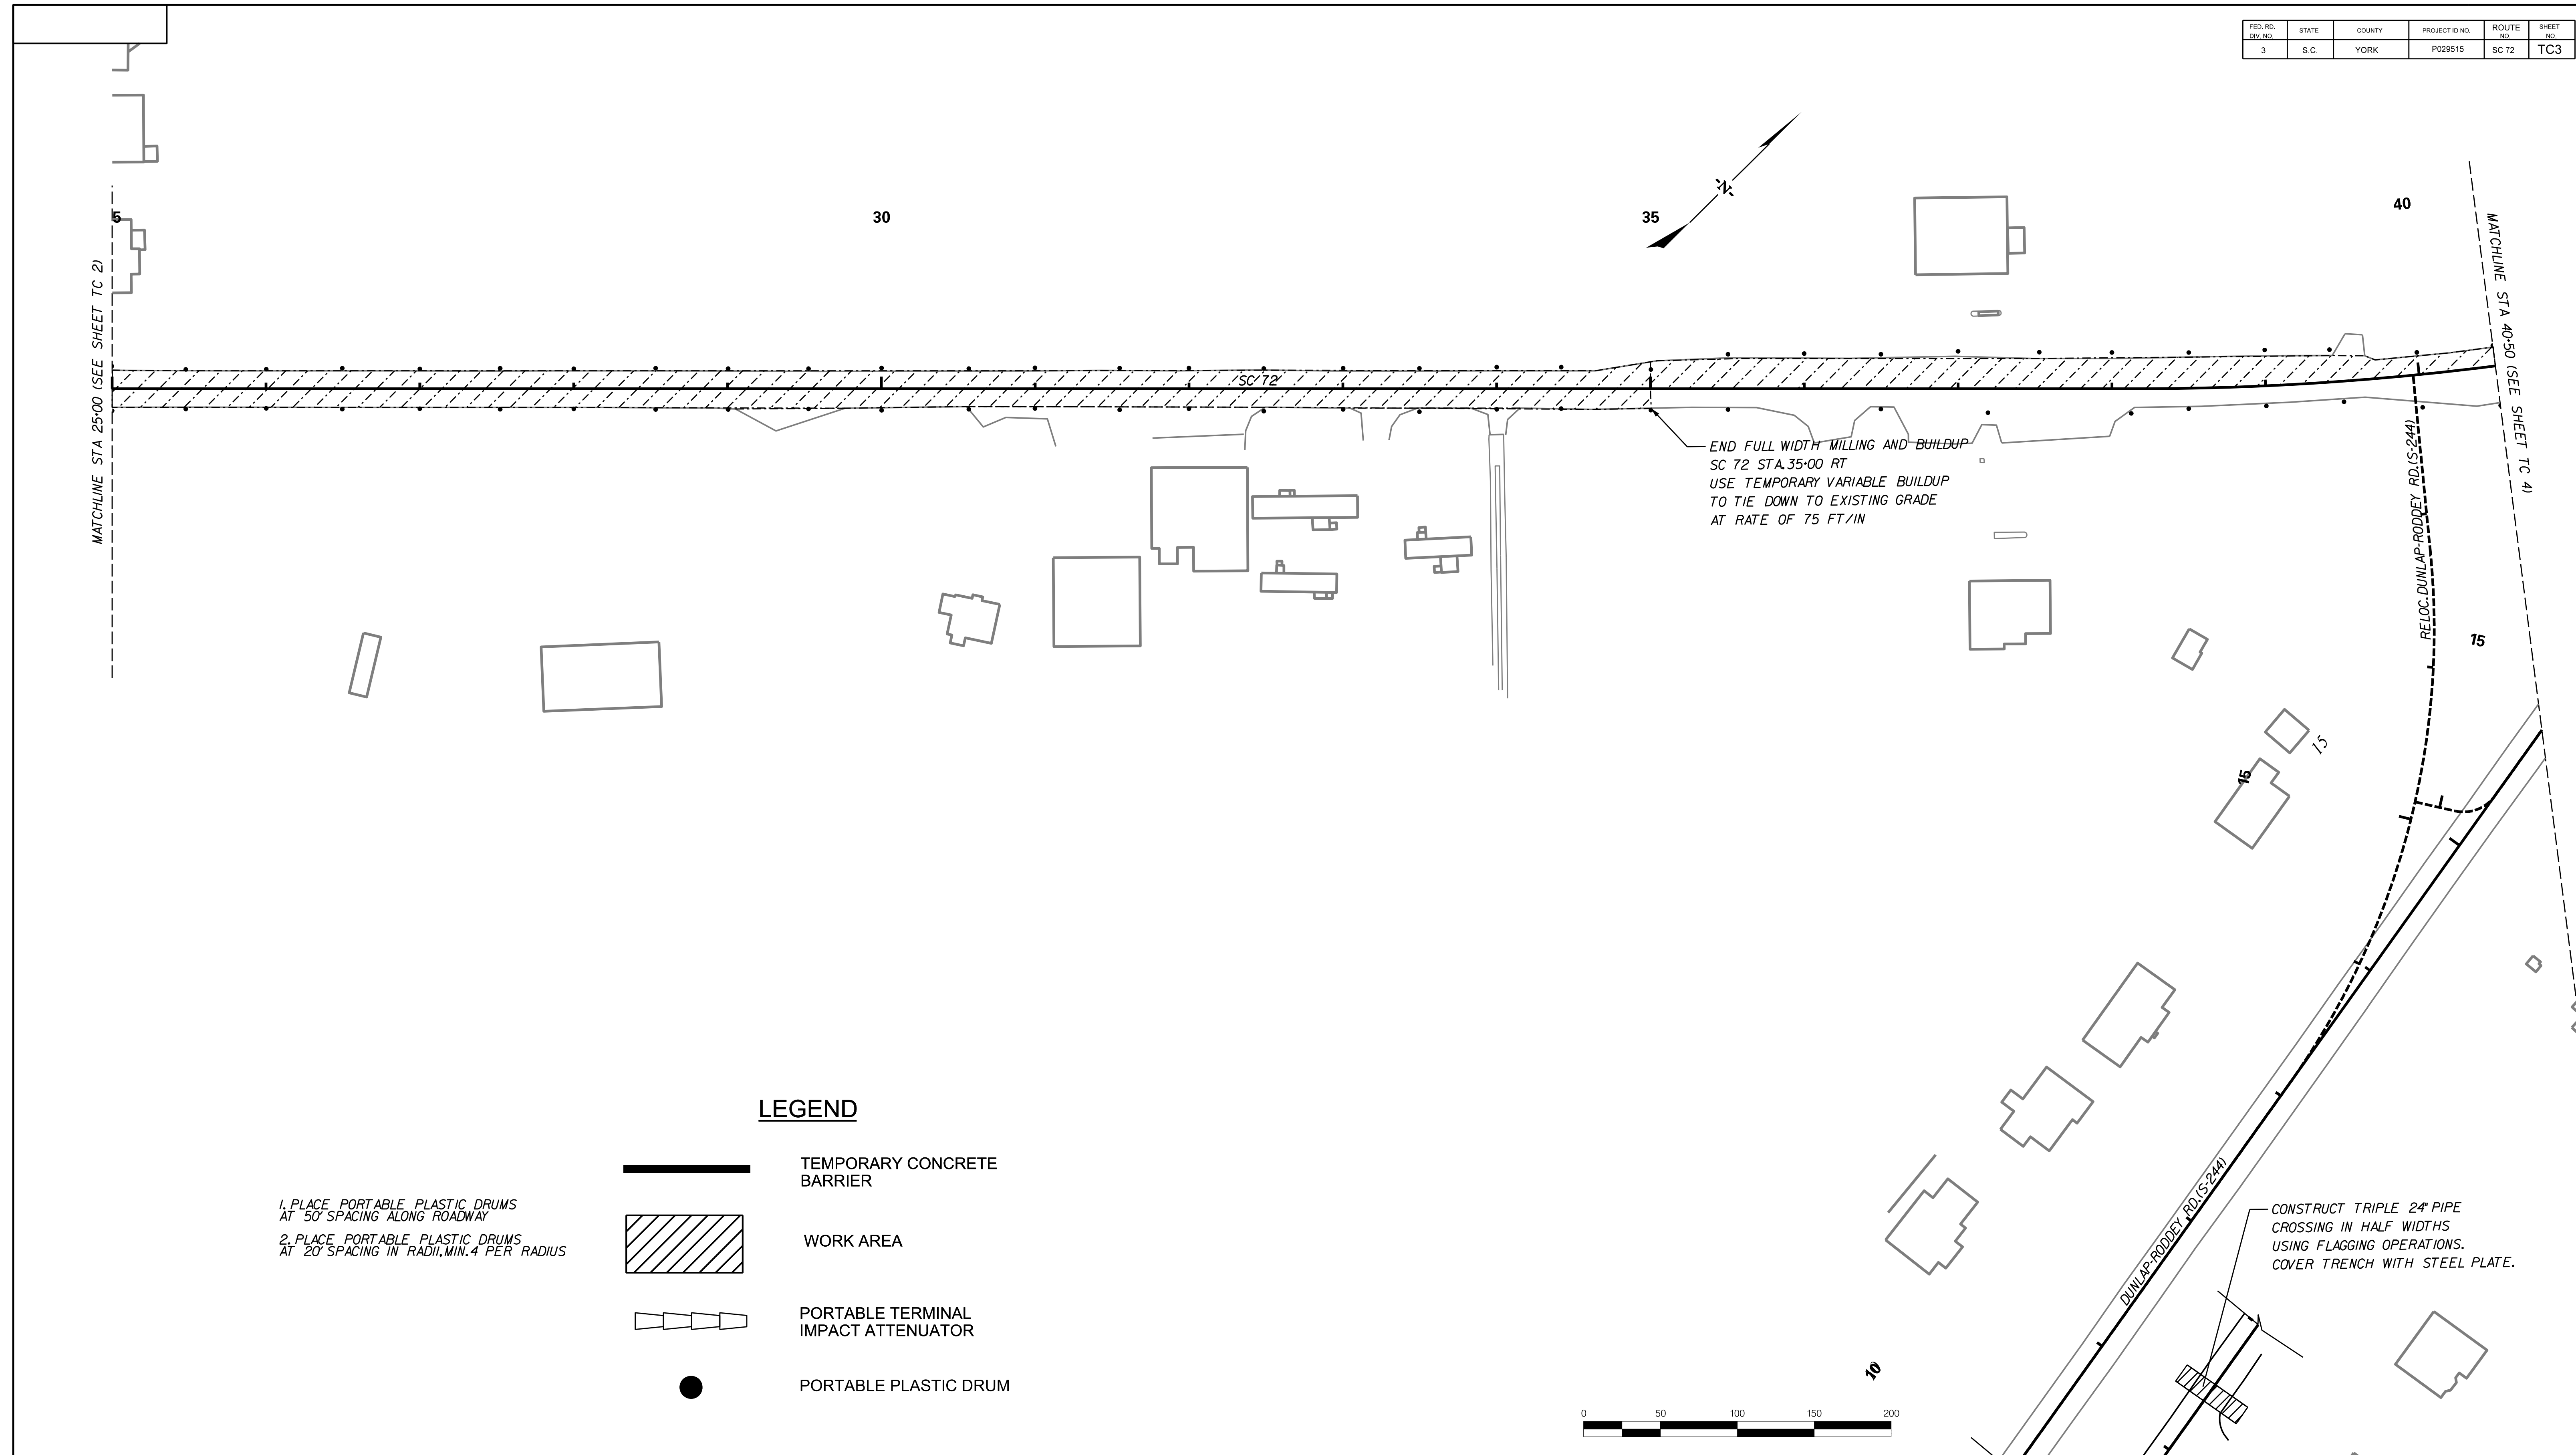 FED. RD. DIV. NO. STATE COUNTY PROJECT ID NO. ROUTE NO. SHEET NO.
3 S.C. YORK P029515 SC 72 TC3
5 30 35 40
-N-
MATCHLINE STA 25+00 (SEE SHEET TC 2)
SC 72
MATCHLINE STA 40+50 (SEE SHEET TC 4)
END FULL WIDTH MILLING AND BUILDUP
SC 72 STA. 35+00 RT
USE TEMPORARY VARIABLE BUILDUP
TO TIE DOWN TO EXISTING GRADE
AT RATE OF 75 FT/IN
RELOC. DUNLAP-RODDEY RD. (S-244)
15
15
15
LEGEND
TEMPORARY CONCRETE
BARRIER
WORK AREA
PORTABLE TERMINAL
IMPACT ATTENUATOR
PORTABLE PLASTIC DRUM
1. PLACE PORTABLE PLASTIC DRUMS
AT 50' SPACING ALONG ROADWAY
2. PLACE PORTABLE PLASTIC DRUMS
AT 20' SPACING IN RADII, MIN. 4 PER RADIUS
DUNLAP-RODDEY RD. (S-244)
CONSTRUCT TRIPLE 24" PIPE
CROSSING IN HALF WIDTHS
USING FLAGGING OPERATIONS.
COVER TRENCH WITH STEEL PLATE.
10
0 50 100 150 200